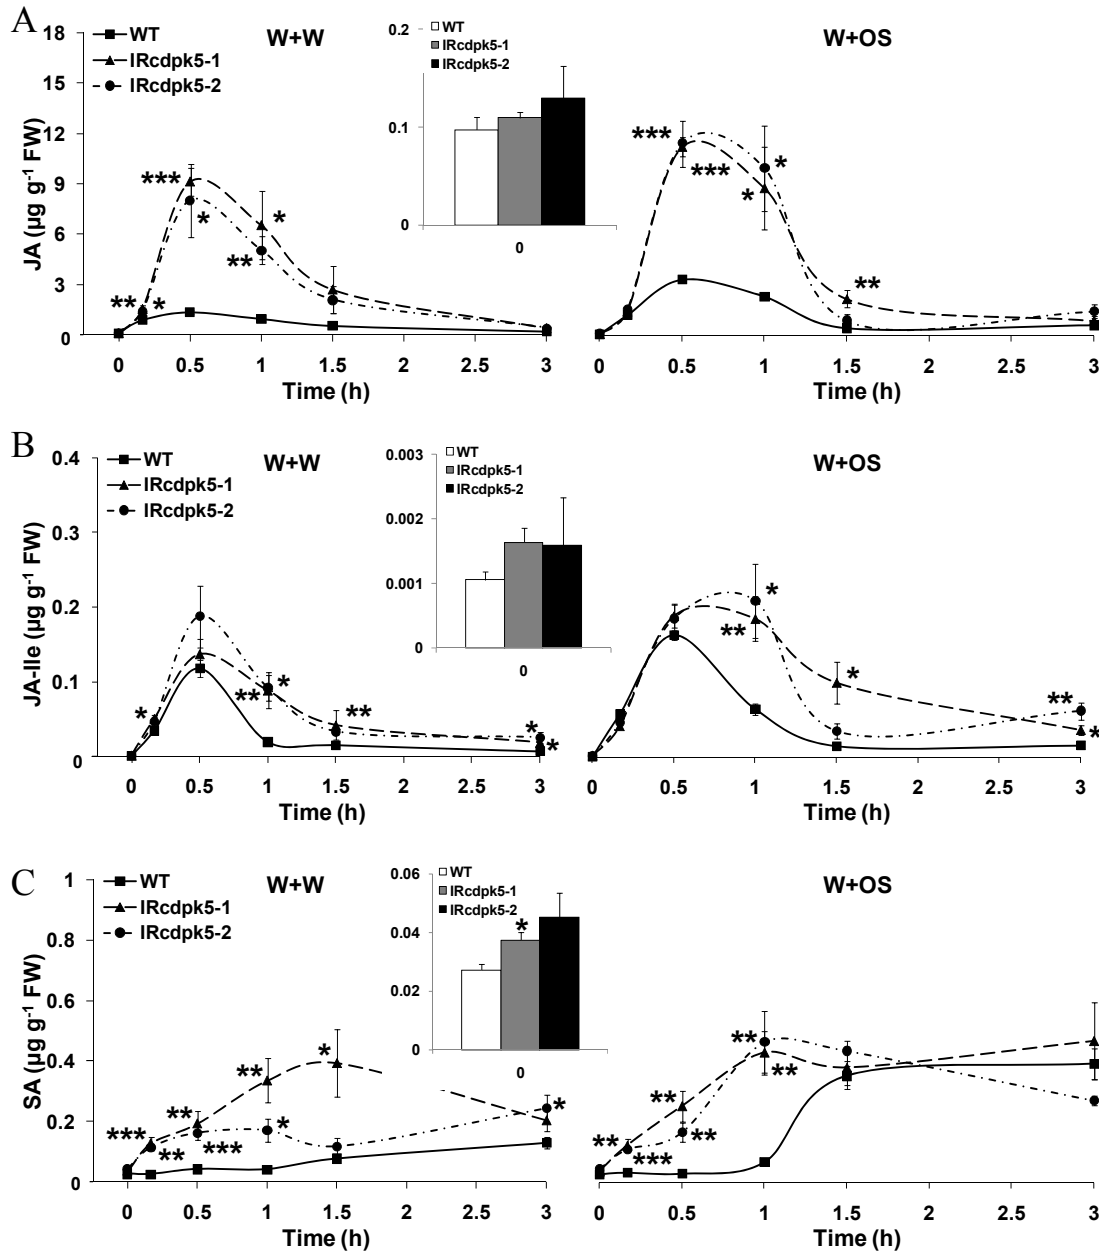 A
W+W
W+OS
WT
IRcdpk5-1
IRcdpk5-2
JA (µg g-1 FW)
18
15
12
9
6
3
0
***
*
*
**
**
*
0 0.5 1 1.5 2 2.5 3
Time (h)
0.2
0.1
0
WT
IRcdpk5-1
IRcdpk5-2
0
***
***
*
*
**
0 0.5 1 1.5 2 2.5 3
Time (h)
B
W+W
W+OS
WT
IRcdpk5-1
IRcdpk5-2
JA-Ile (µg g-1 FW)
0.4
0.3
0.2
0.1
0
*
**
*
**
*
*
0 0.5 1 1.5 2 2.5 3
Time (h)
0.003
0.002
0.001
0
WT
IRcdpk5-1
IRcdpk5-2
0
*
**
*
**
*
0 0.5 1 1.5 2 2.5 3
Time (h)
C
W+W
W+OS
WT
IRcdpk5-1
IRcdpk5-2
SA (µg g-1 FW)
1
0.8
0.6
0.4
0.2
0
***
**
**
***
**
*
*
*
0 0.5 1 1.5 2 2.5 3
Time (h)
0.06
0.04
0.02
0
WT
IRcdpk5-1
IRcdpk5-2
*
0
**
***
**
**
**
**
0 0.5 1 1.5 2 2.5 3
Time (h)